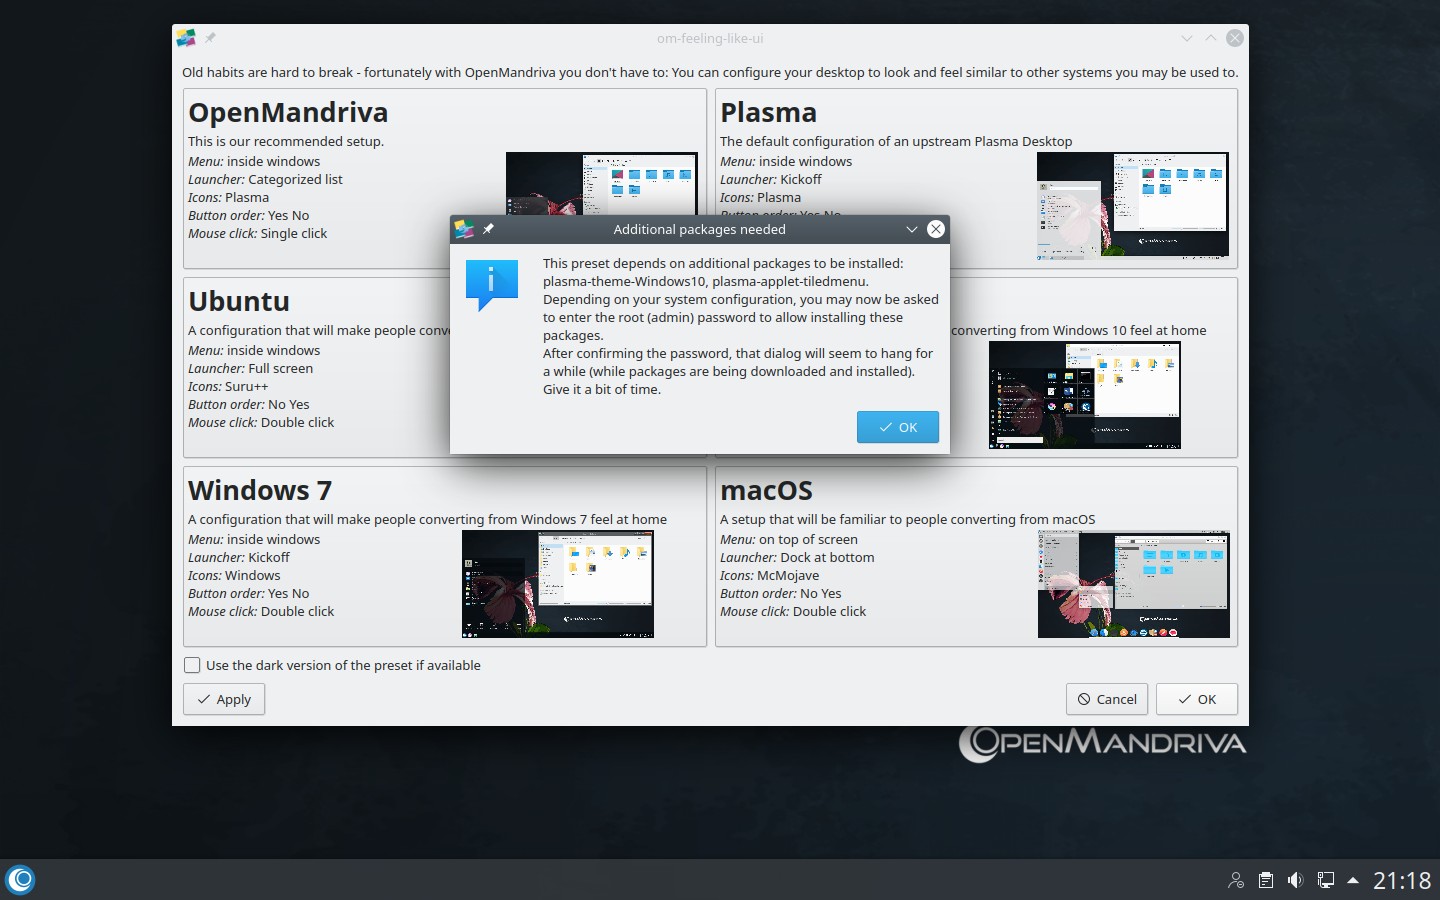 om-feeling-like-ui
Old habits are hard to break - fortunately with OpenMandriva you don't have to: You can configure your desktop to look and feel similar to other systems you may be used to.
OpenMandriva
This is our recommended setup.
Menu: inside windows
Launcher: Categorized list
Icons: Plasma
Button order: Yes No
Mouse click: Single click
Plasma
The default configuration of an upstream Plasma Desktop
Menu: inside windows
Launcher: Kickoff
Icons: Plasma
Button order: Yes No
Additional packages needed
This preset depends on additional packages to be installed:
plasma-theme-Windows10, plasma-applet-tiledmenu.
Depending on your system configuration, you may now be asked
to enter the root (admin) password to allow installing these
packages.
After confirming the password, that dialog will seem to hang for
a while (while packages are being downloaded and installed).
Give it a bit of time.
OK
Ubuntu
A configuration that will make people conv
Menu: inside windows
Launcher: Full screen
Icons: Suru++
Button order: No Yes
Mouse click: Double click
converting from Windows 10 feel at home
Windows 7
A configuration that will make people converting from Windows 7 feel at home
Menu: inside windows
Launcher: Kickoff
Icons: Windows
Button order: Yes No
Mouse click: Double click
macOS
A setup that will be familiar to people converting from macOS
Menu: on top of screen
Launcher: Dock at bottom
Icons: McMojave
Button order: No Yes
Mouse click: Double click
Use the dark version of the preset if available
Apply
Cancel
OK
OPENMANDRIVA
21:18